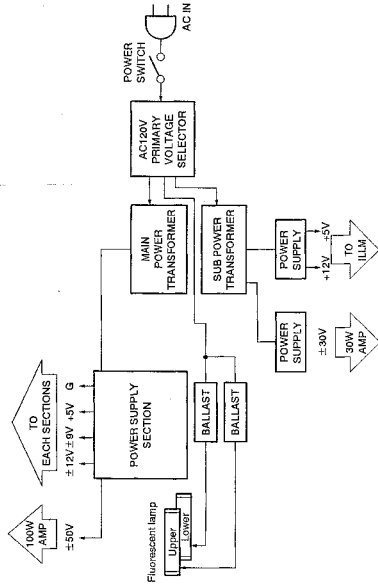 AC IN
POWER
SWITCH
AC120V
PRIMARY
VOLTAGE
SELECTOR
MAIN
POWER
TRANSFORMER
SUB POWER
TRANSFORMER
POWER
SUPPLY
+12V +5V
TO
ILLM
POWER
SUPPLY
±30V
30W
AMP
TO
EACH SECTIONS
±12V ±9V +5V G
POWER SUPPLY
SECTION
BALLAST
BALLAST
100W
AMP
±50V
Fluorescent lamp
Upper
Lower